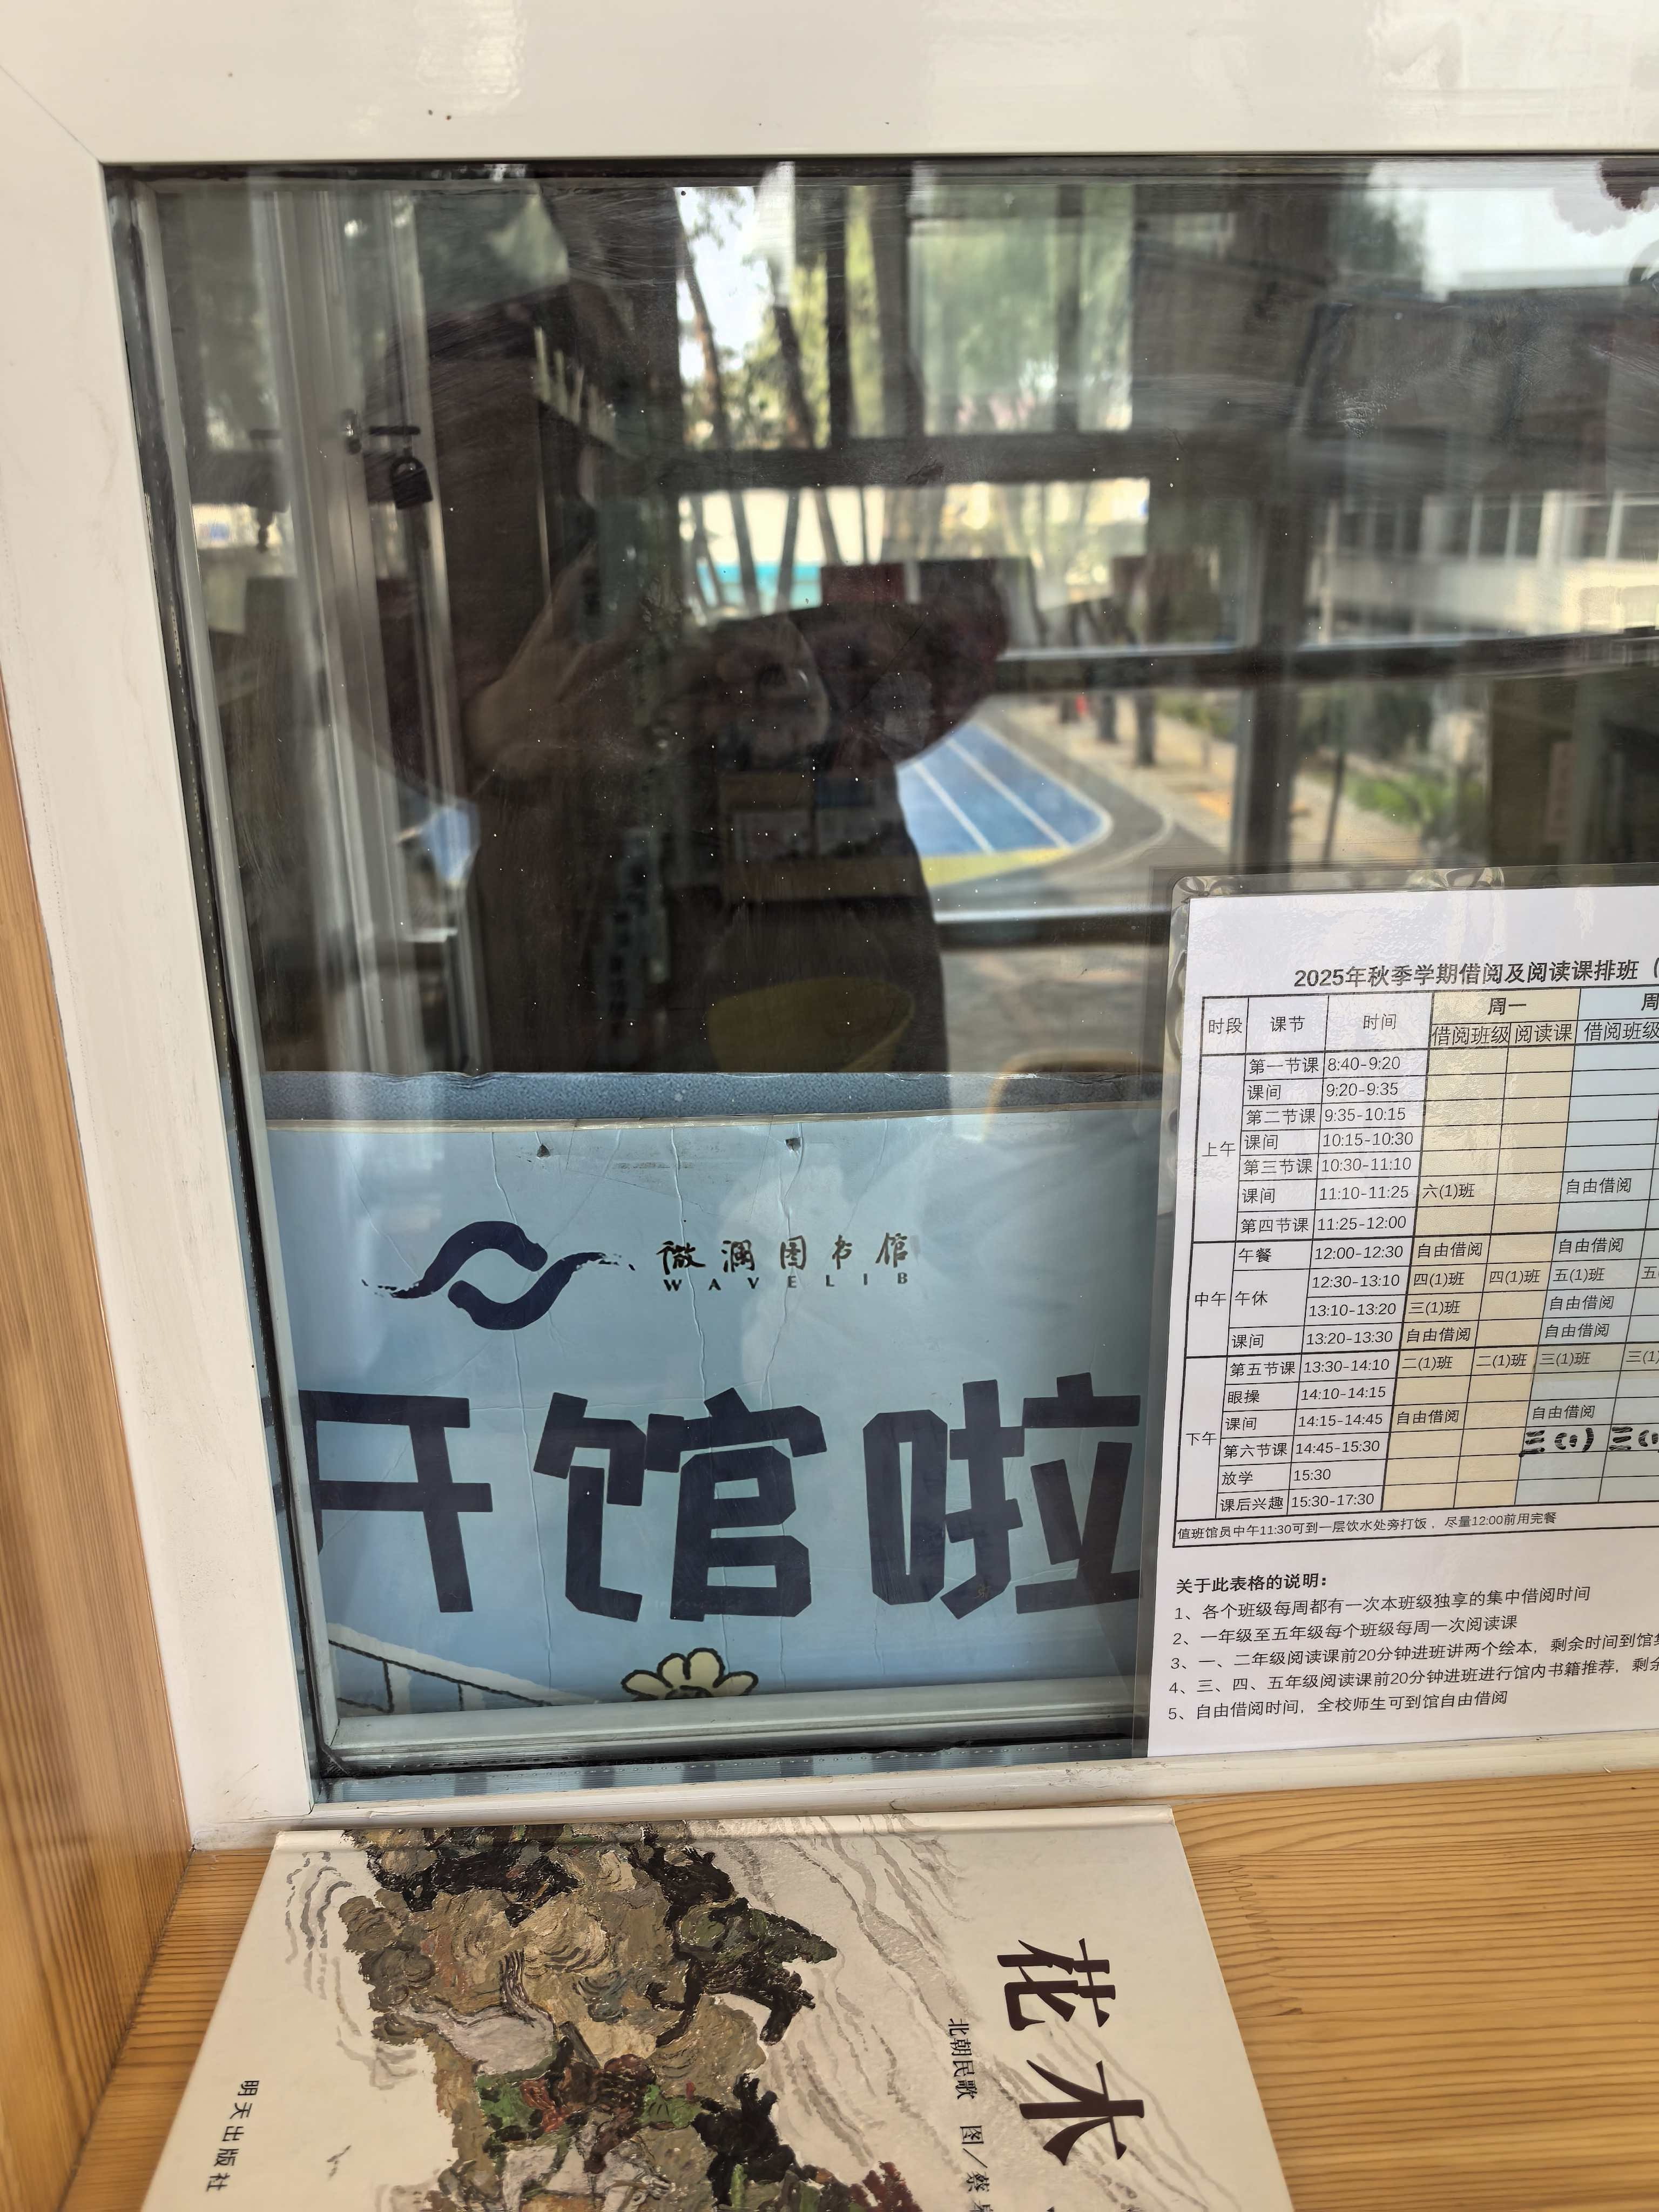 微澜图书馆
WAVELIB
开馆啦
2025年秋季学期借阅及阅读课排班（
时段 课节 时间 周一 周
借阅班级 阅读课 借阅班级
上午
第一节课 8:40-9:20
课间 9:20-9:35
第二节课 9:35-10:15
课间 10:15-10:30
第三节课 10:30-11:10
课间 11:10-11:25 六(1)班 自由借阅
第四节课 11:25-12:00
中午
午餐 12:00-12:30 自由借阅 自由借阅
午休 12:30-13:10 四(1)班 四(1)班 五(1)班 五
13:10-13:20 三(1)班 自由借阅
课间 13:20-13:30 自由借阅 自由借阅
下午
第五节课 13:30-14:10 二(1)班 二(1)班 三(1)班 三(1)
眼操 14:10-14:15
课间 14:15-14:45 自由借阅 自由借阅
第六节课 14:45-15:30 三(1) 三(1
放学 15:30
课后兴趣 15:30-17:30
值班馆员中午11:30可到一层饮水处旁打饭，尽量12:00前用完餐
关于此表格的说明：
1、各个班级每周都有一次本班级独享的集中借阅时间
2、一年级至五年级每个班级每周一次阅读课
3、一、二年级阅读课前20分钟进班讲两个绘本，剩余时间到馆
4、三、四、五年级阅读课前20分钟进班进行馆内书籍推荐，剩余
5、自由借阅时间，全校师生可到馆自由借阅
花木
北朝民歌 图/蔡
明天出版社